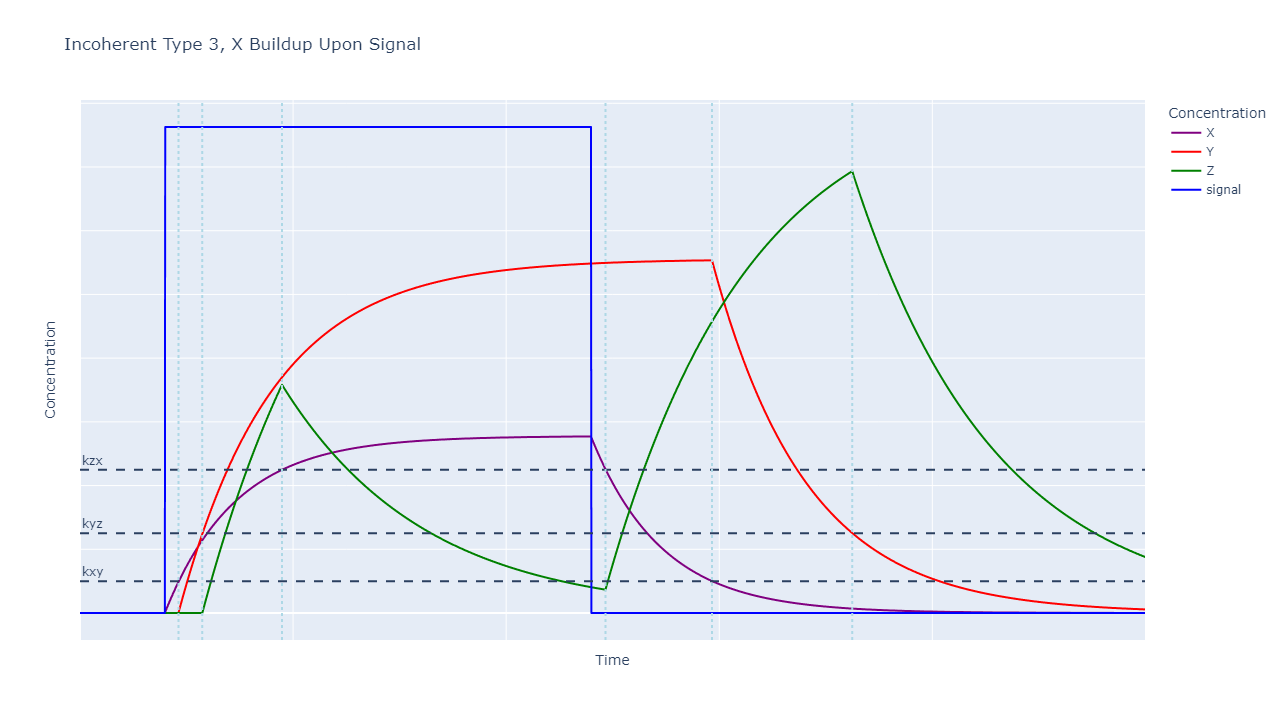 Incoherent Type 3, X Buildup Upon Signal
Concentration
X
Y
Z
signal
Concentration
kzx
kyz
kxy
Time